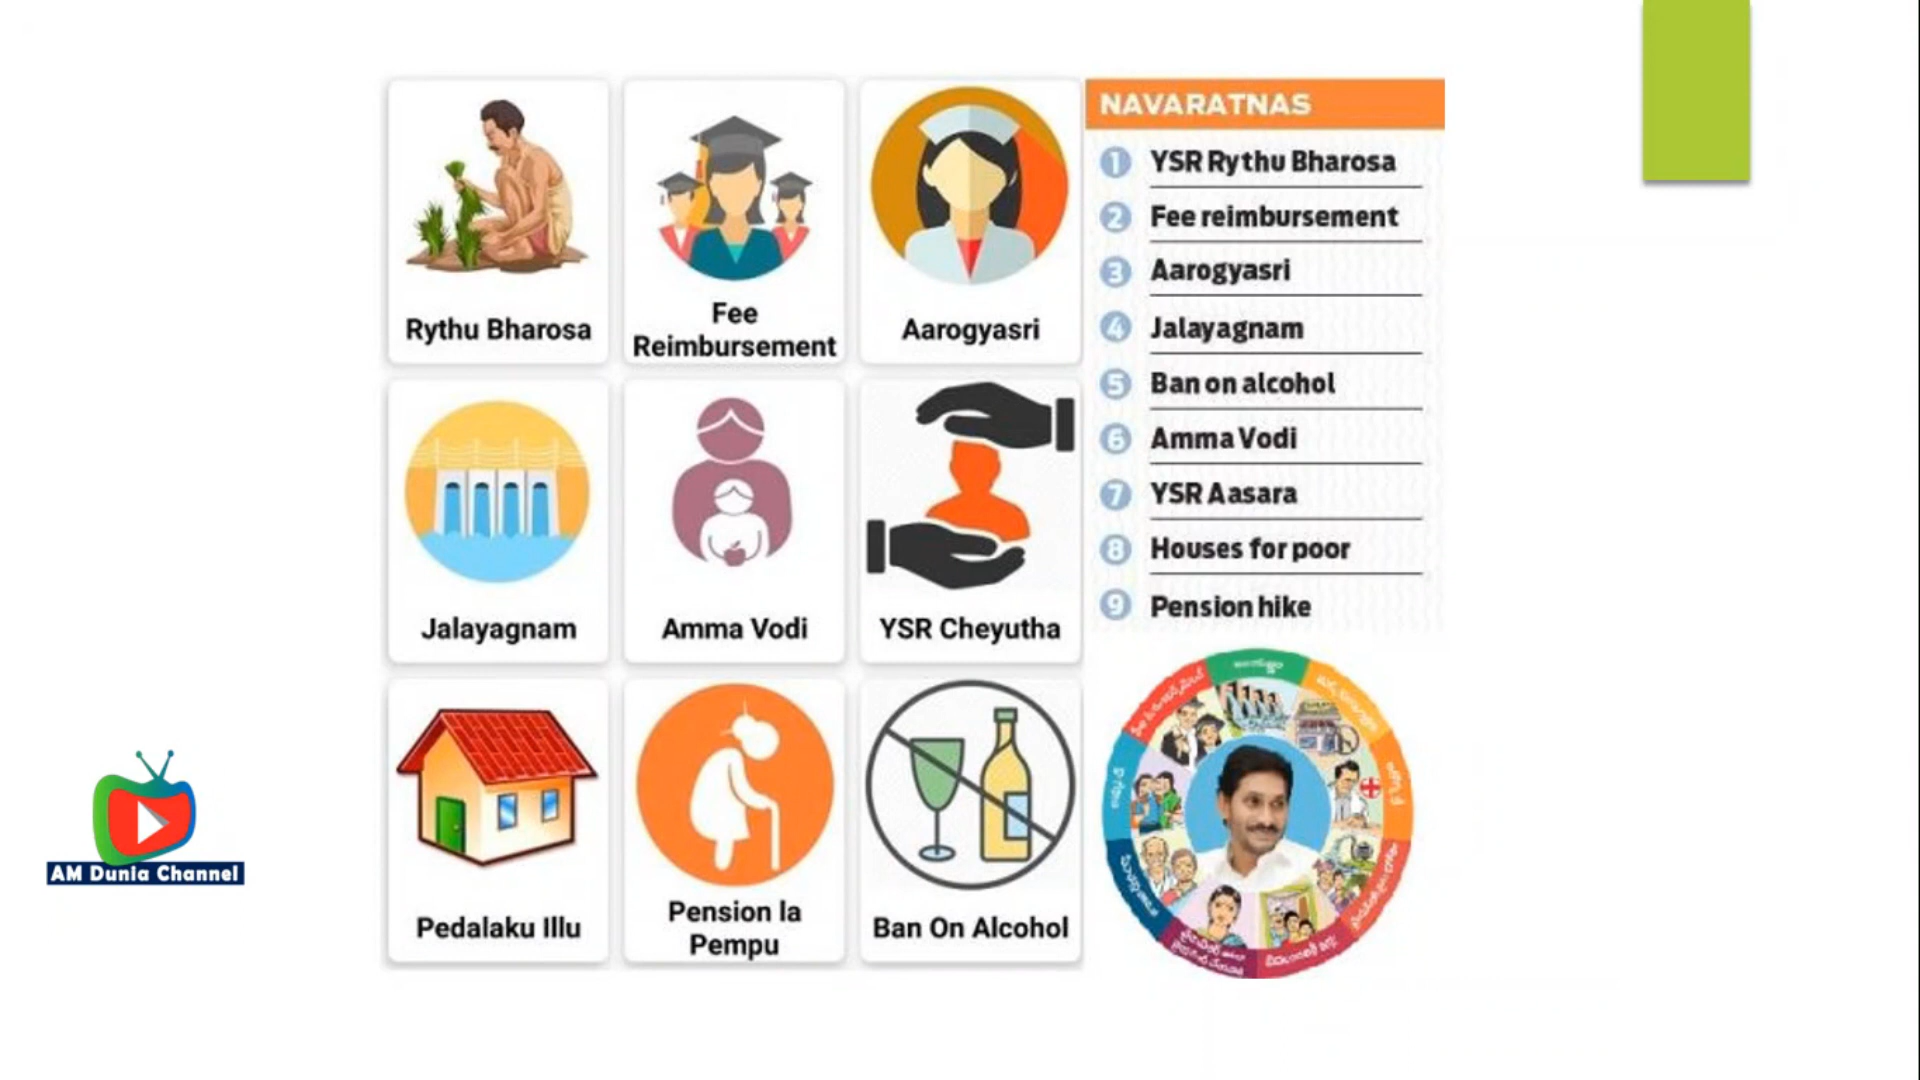 Rythu Bharosa
Fee
Reimbursement
Aarogyasri
Jalayagnam
Amma Vodi
YSR Cheyutha
Pedalaku Illu
Pension la
Pempu
Ban On Alcohol
NAVARATNAS
1 YSR Rythu Bharosa
2 Fee reimbursement
3 Aarogyasri
4 Jalayagnam
5 Ban on alcohol
6 Amma Vodi
7 YSR Aasara
8 Houses for poor
9 Pension hike
AM Dunia Channel